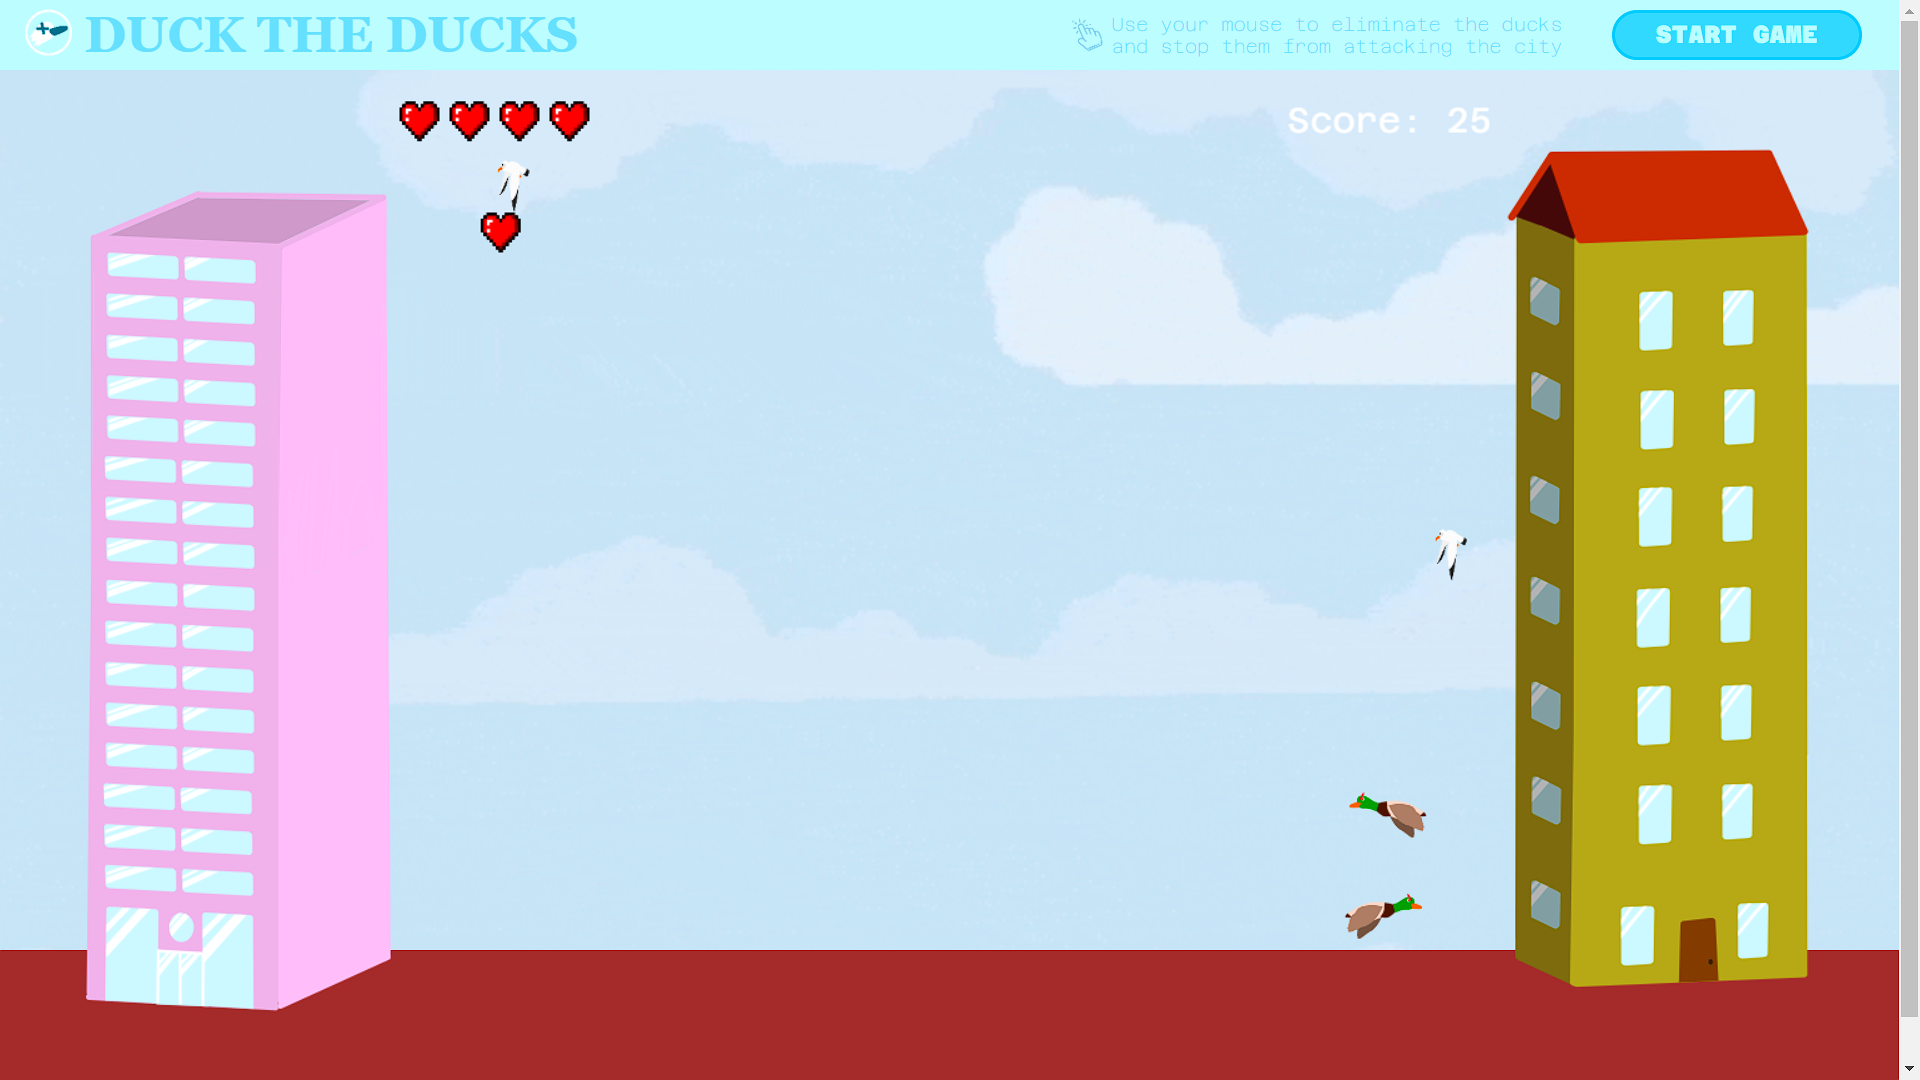 DUCK THE DUCKS
Use your mouse to eliminate the ducks
and stop them from attacking the city
START GAME
Score: 25